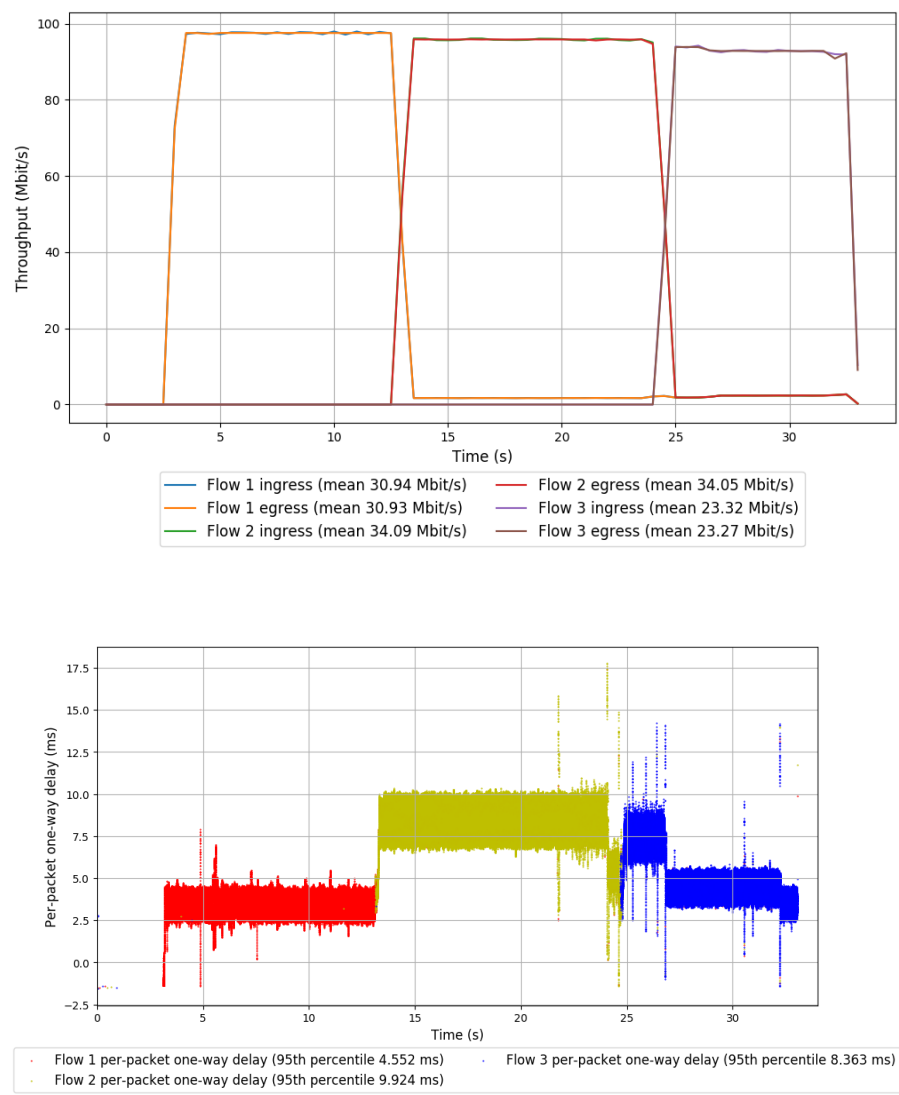 100
80
60
40
20
0
Throughput (Mbit/s)
0 5 10 15 20 25 30
Time (s)
Flow 1 ingress (mean 30.94 Mbit/s) Flow 2 egress (mean 34.05 Mbit/s)
Flow 1 egress (mean 30.93 Mbit/s) Flow 3 ingress (mean 23.32 Mbit/s)
Flow 2 ingress (mean 34.09 Mbit/s) Flow 3 egress (mean 23.27 Mbit/s)
17.5
15.0
12.5
10.0
7.5
5.0
2.5
0.0
−2.5
Per-packet one-way delay (ms)
0 5 10 15 20 25 30
Time (s)
Flow 1 per-packet one-way delay (95th percentile 4.552 ms) Flow 3 per-packet one-way delay (95th percentile 8.363 ms)
Flow 2 per-packet one-way delay (95th percentile 9.924 ms)